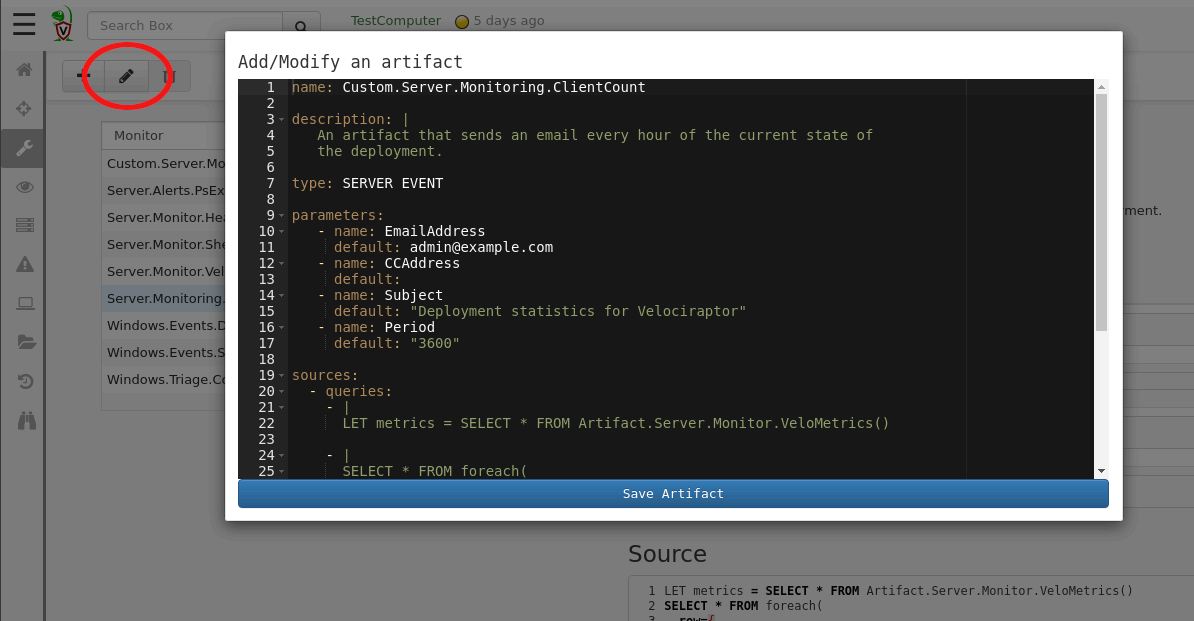 Search Box
TestComputer 5 days ago
Add/Modify an artifact
Monitor
Custom.Server.Mo
Server.Alerts.PsEx
Server.Monitor.Hea
Server.Monitor.She
Server.Monitor.Vel
Server.Monitoring.
Windows.Events.D
Windows.Events.S
Windows.Triage.Co
1 name: Custom.Server.Monitoring.ClientCount
2
3 description: |
4 An artifact that sends an email every hour of the current state of
5 the deployment.
6
7 type: SERVER EVENT
8
9 parameters:
10 - name: EmailAddress
11 default: admin@example.com
12 - name: CCAddress
13 default:
14 - name: Subject
15 default: "Deployment statistics for Velociraptor"
16 - name: Period
17 default: "3600"
18
19 sources:
20 - queries:
21 - |
22 LET metrics = SELECT * FROM Artifact.Server.Monitor.VeloMetrics()
23
24 - |
25 SELECT * FROM foreach(
Save Artifact
ment.
Source
1 LET metrics = SELECT * FROM Artifact.Server.Monitor.VeloMetrics()
2 SELECT * FROM foreach(
3 row={